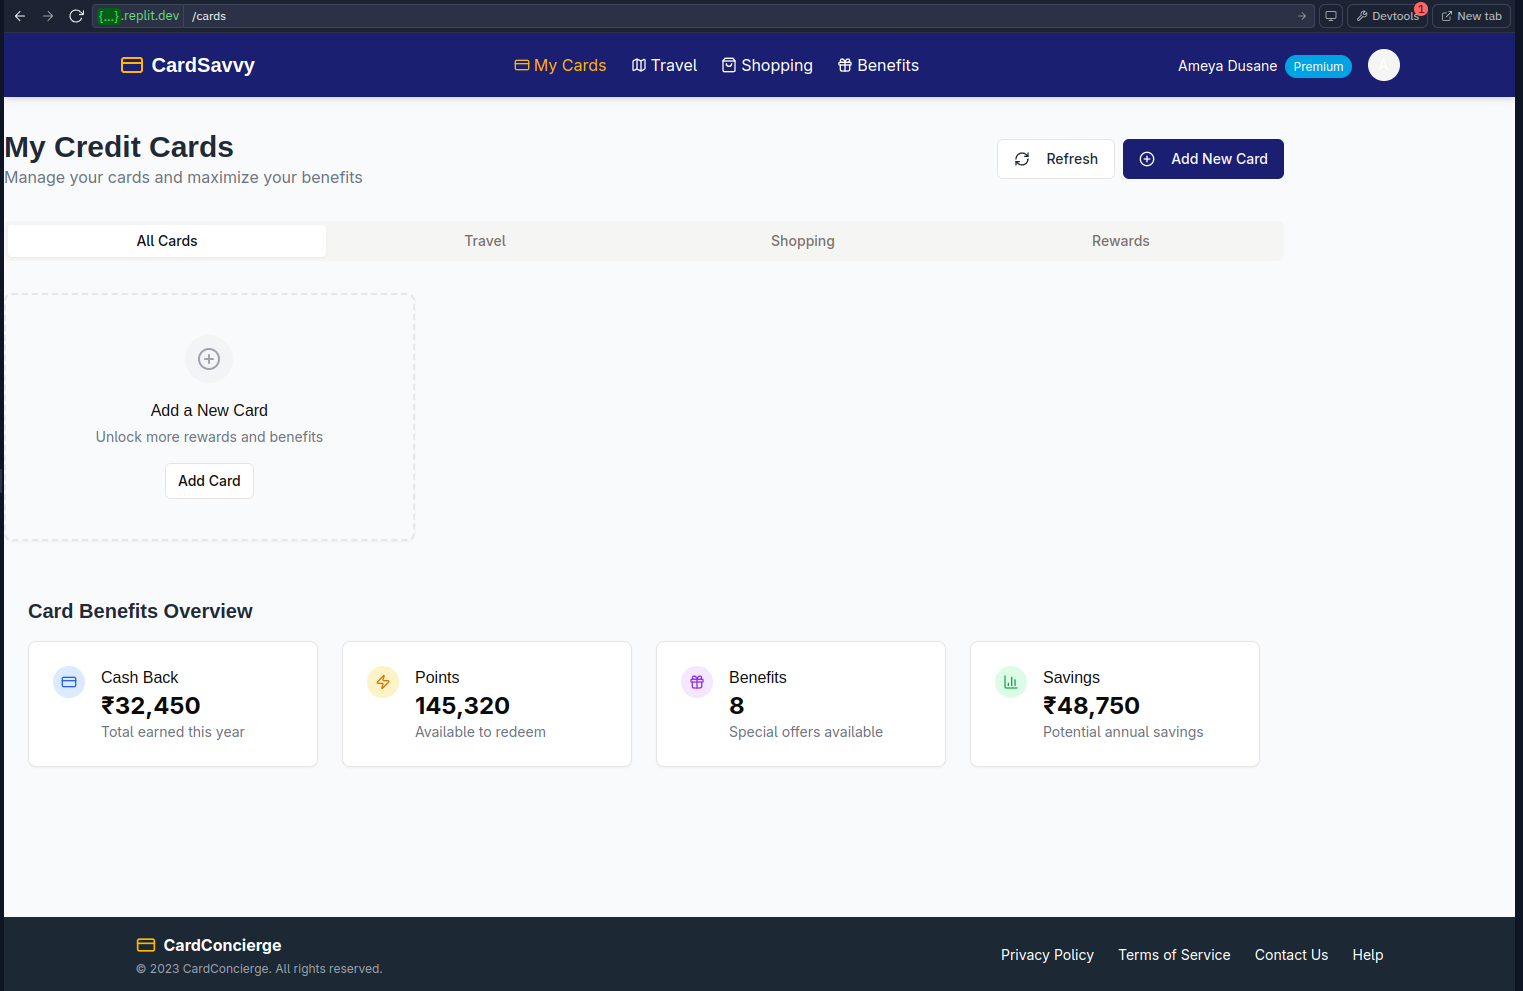 {...}.replit.dev /cards
Devtools 1 New tab
CardSavvy
My Cards Travel Shopping Benefits
Ameya Dusane Premium
My Credit Cards
Manage your cards and maximize your benefits
Refresh Add New Card
All Cards Travel Shopping Rewards
Add a New Card
Unlock more rewards and benefits
Add Card
Card Benefits Overview
Cash Back
₹32,450
Total earned this year
Points
145,320
Available to redeem
Benefits
8
Special offers available
Savings
₹48,750
Potential annual savings
CardConcierge
© 2023 CardConcierge. All rights reserved.
Privacy Policy Terms of Service Contact Us Help